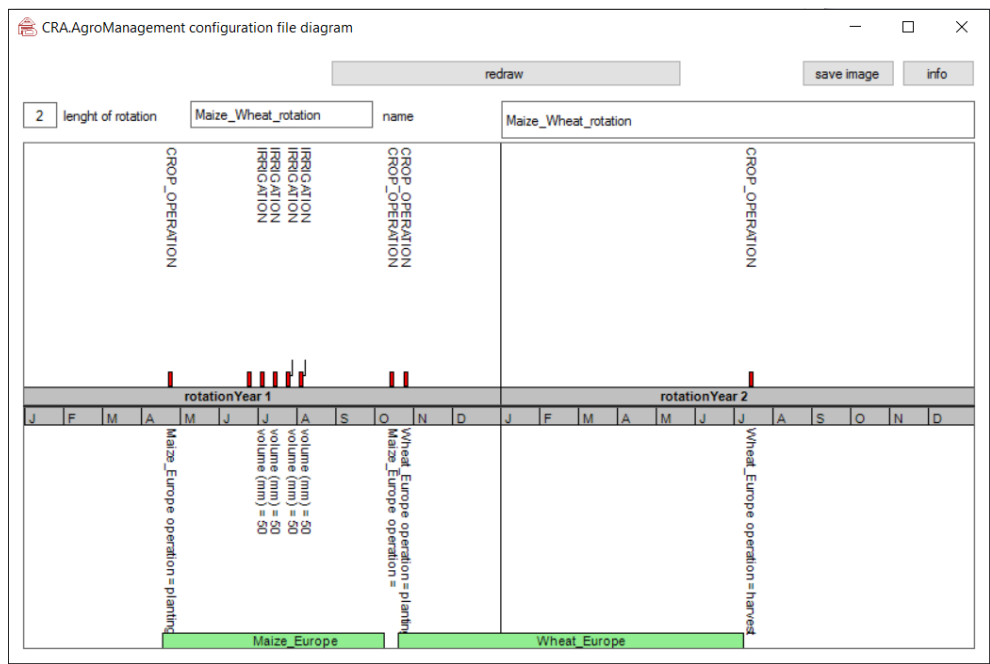 CRA.AgroManagement configuration file diagram
redraw
save image
info
2
lenght of rotation
Maize_Wheat_rotation
name
Maize_Wheat_rotation
CROP_OPERATION
IRRIGATION
IRRIGATION
IRRIGATION
IRRIGATION
CROP_OPERATION
CROP_OPERATION
CROP_OPERATION
rotationYear 1
rotationYear 2
J F M A M J J A S O N D J F M A M J J A S O N D
Maize_Europe operation = planting
volume (mm) = 50
volume (mm) = 50
volume (mm) = 50
volume (mm) = 50
Maize_Europe operation =
Wheat_Europe operation = planting
Wheat_Europe operation = harvest
Maize_Europe
Wheat_Europe